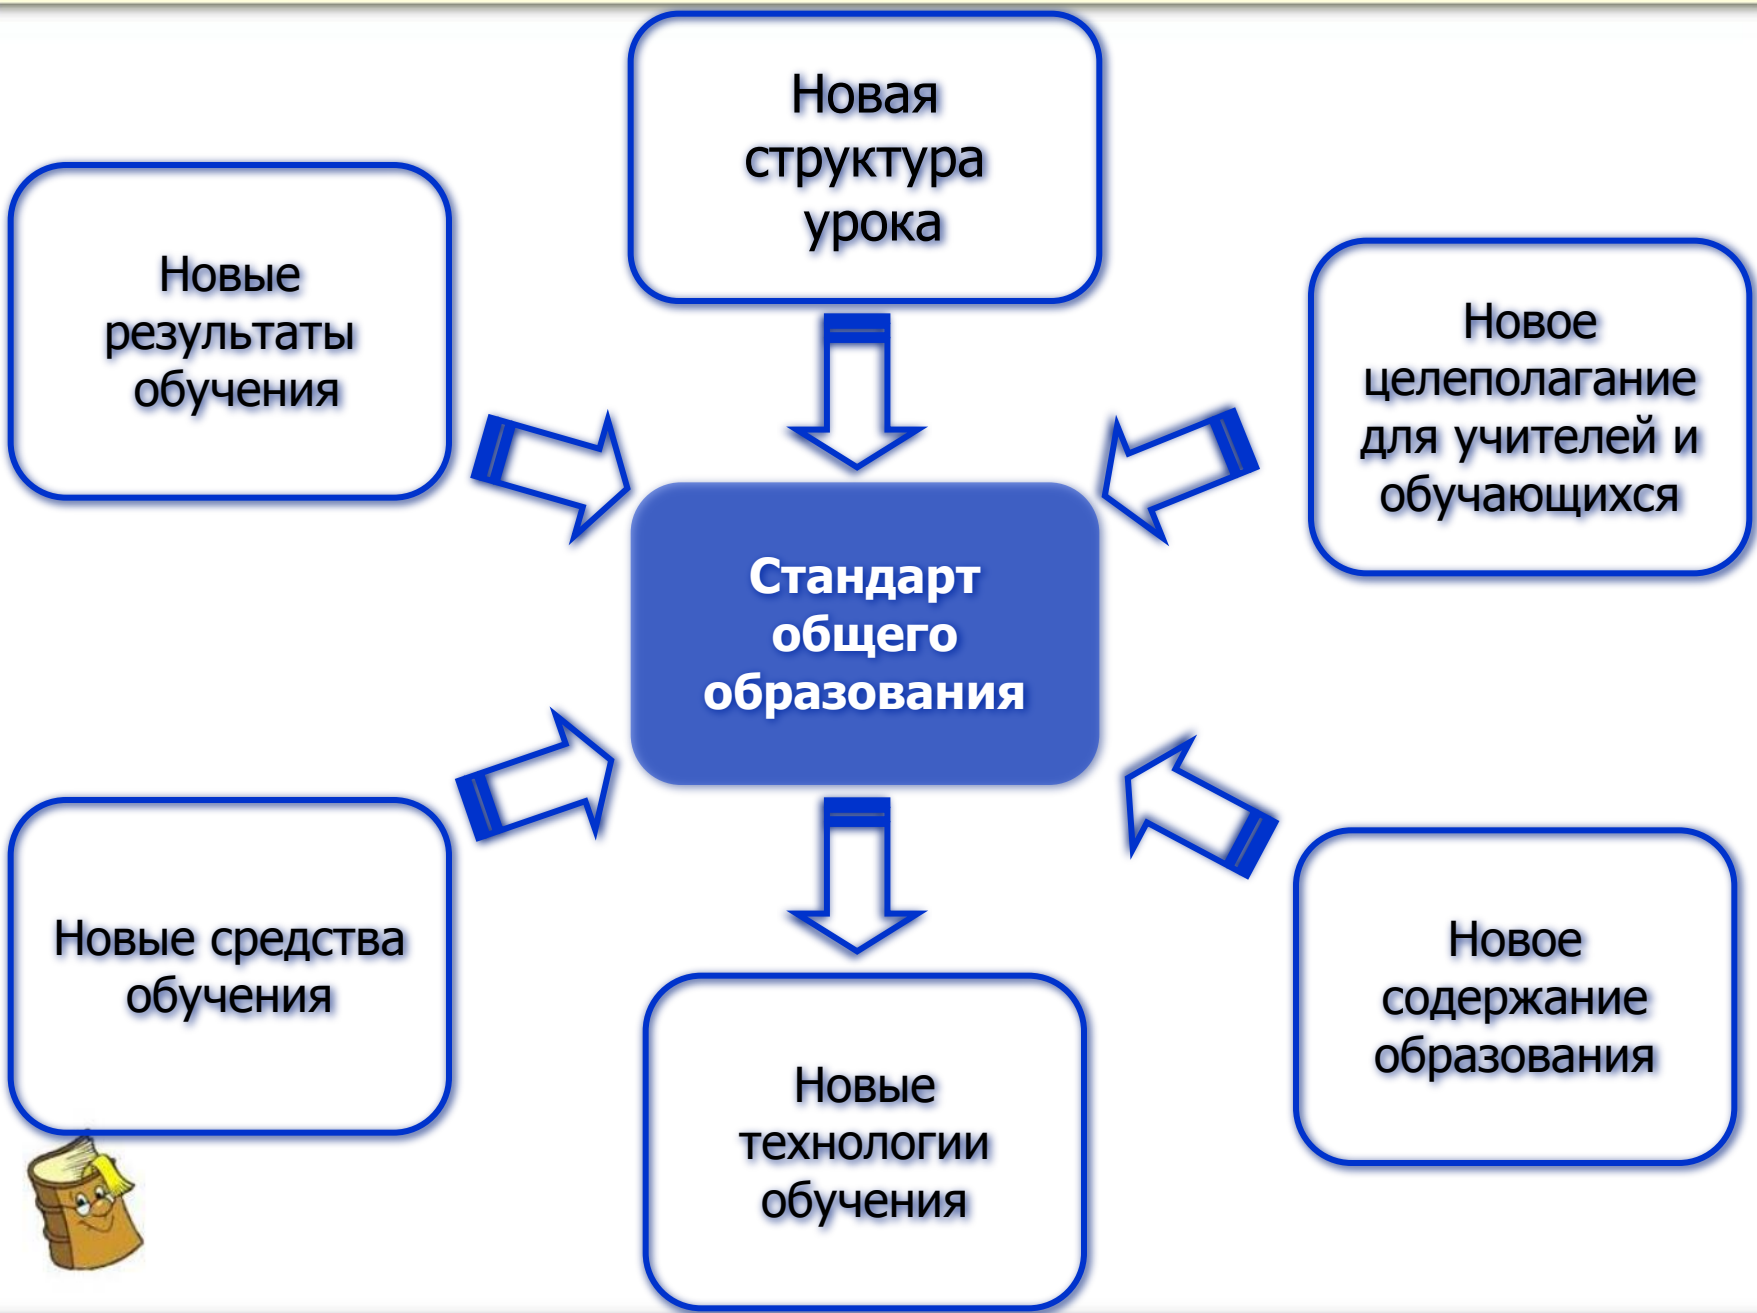 Новая
структура
урока
Новые
результаты
обучения
Новое
целеполагание
для учителей и
обучающихся
Стандарт
общего
образования
Новые средства
обучения
Новые
технологии
обучения
Новое
содержание
образования